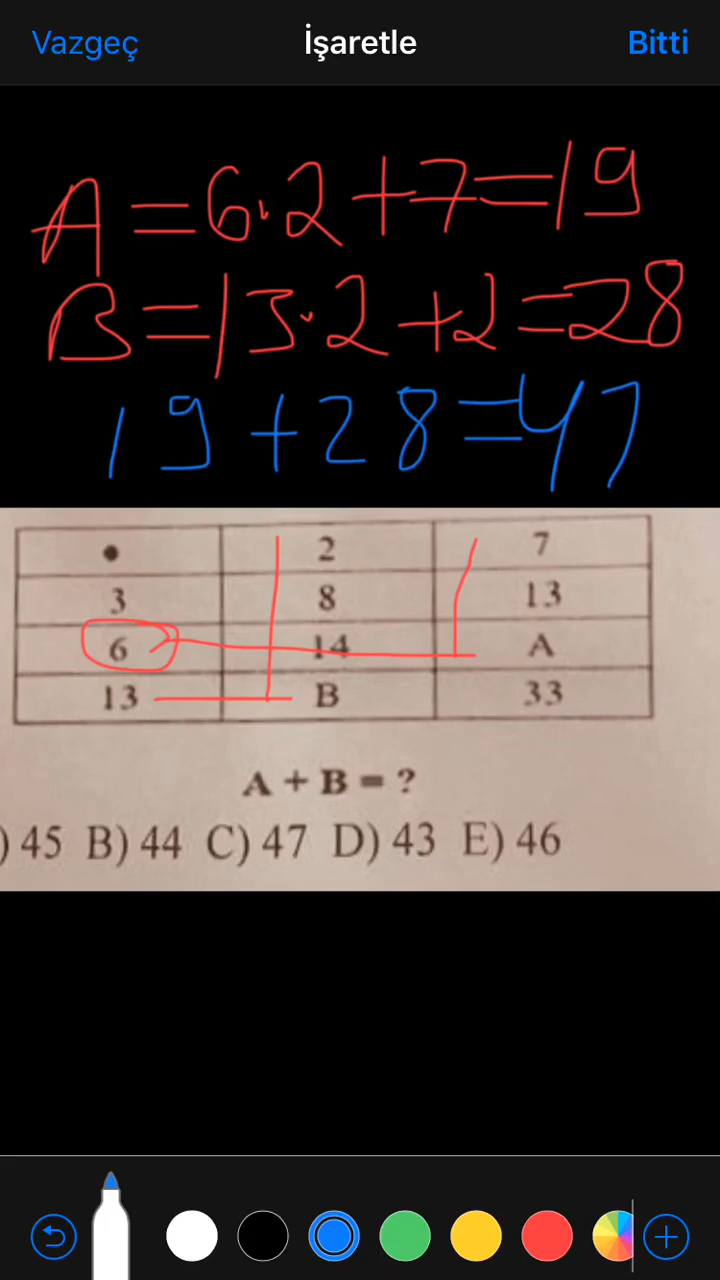 Vazgeç İşaretle Bitti
A=6·2+7=19
B=13·2+2=28
19+28=47
• 2 7
3 8 13
6 14 A
13 B 33
A + B = ?
) 45 B) 44 C) 47 D) 43 E) 46